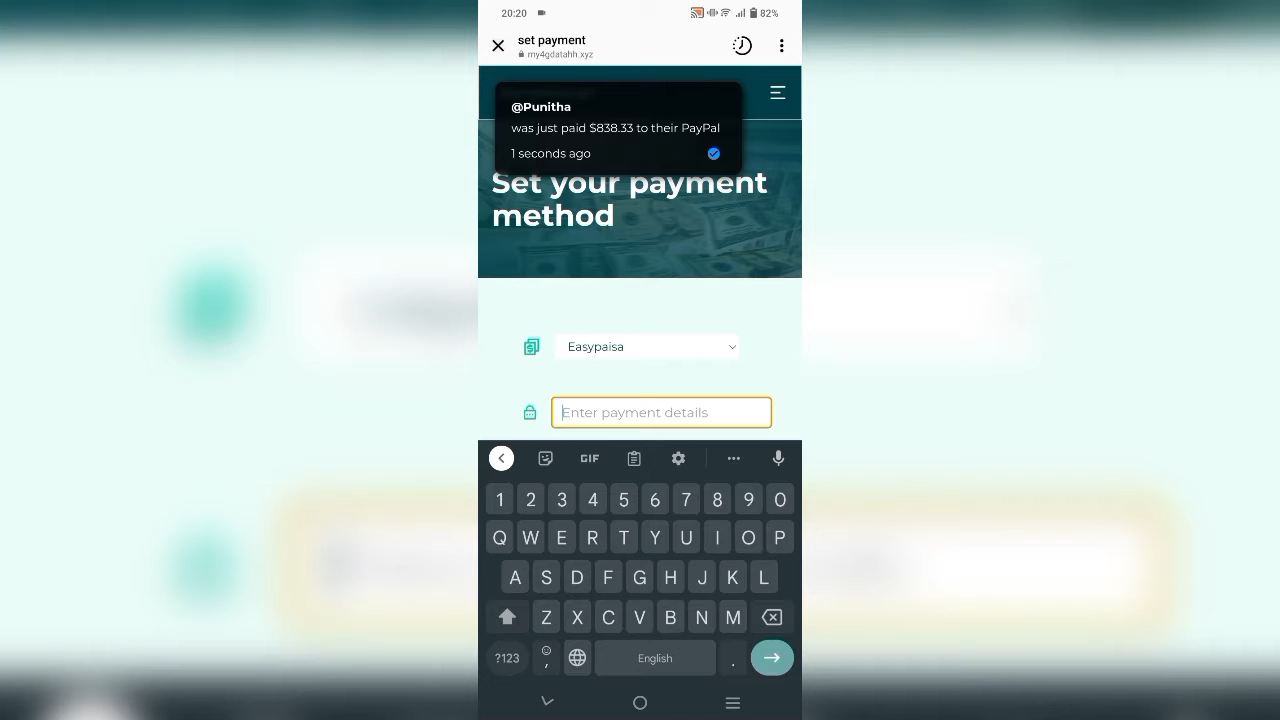 20:20
82%
set payment
my4gdatahh.xyz
@Punitha
was just paid $838.33 to their PayPal
1 seconds ago
Set your payment
method
Easypaisa
Enter payment details
GIF
1 2 3 4 5 6 7 8 9 0
Q W E R T Y U I O P
A S D F G H J K L
Z X C V B N M
?123 , English .